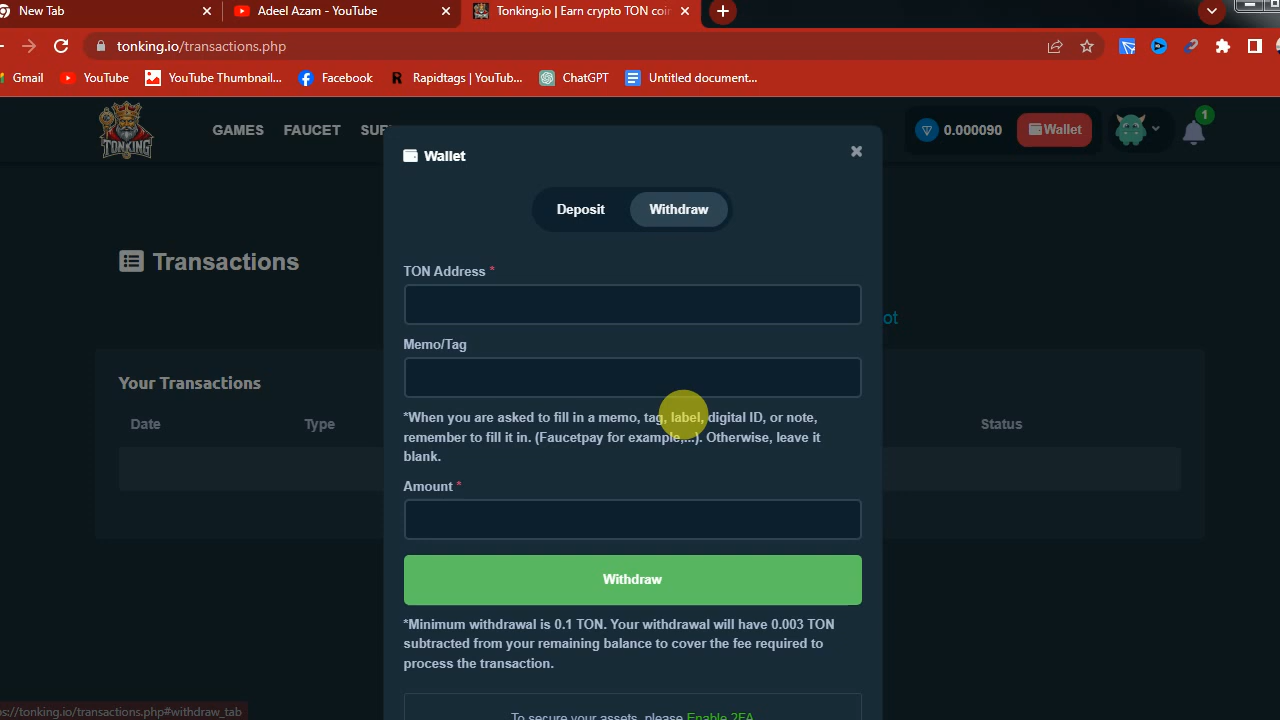 New Tab
Adeel Azam - YouTube
Tonking.io | Earn crypto TON coin
tonking.io/transactions.php
Gmail
YouTube
YouTube Thumbnail...
Facebook
Rapidtags | YouTub...
ChatGPT
Untitled document...
TONKING
GAMES
FAUCET
0.000090
Wallet
1
Wallet
Deposit
Withdraw
Transactions
TON Address *
Memo/Tag
Your Transactions
Date
Type
Status
*When you are asked to fill in a memo, tag, label, digital ID, or note,
remember to fill it in. (Faucetpay for example,...). Otherwise, leave it
blank.
Amount *
Withdraw
*Minimum withdrawal is 0.1 TON. Your withdrawal will have 0.003 TON
subtracted from your remaining balance to cover the fee required to
process the transaction.
To secure your assets, please Enable 2FA
ps://tonking.io/transactions.php#withdraw_tab